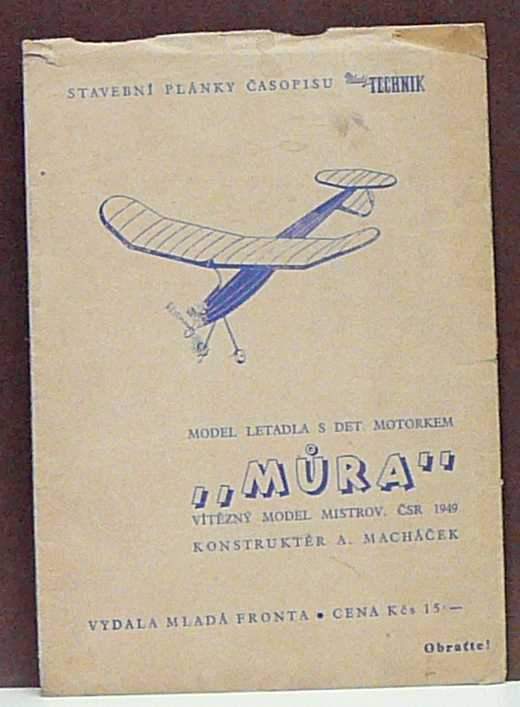 STAVEBNÍ PLÁNKY ČASOPISU Mladý TECHNIK
MODEL LETADLA S DET. MOTORKEM
„MŮRA"
VÍTĚZNÝ MODEL MISTROV. ČSR 1949
KONSTRUKTÉR A. MACHÁČEK
VYDALA MLADÁ FRONTA • CENA Kčs 15·—
Obraťte!